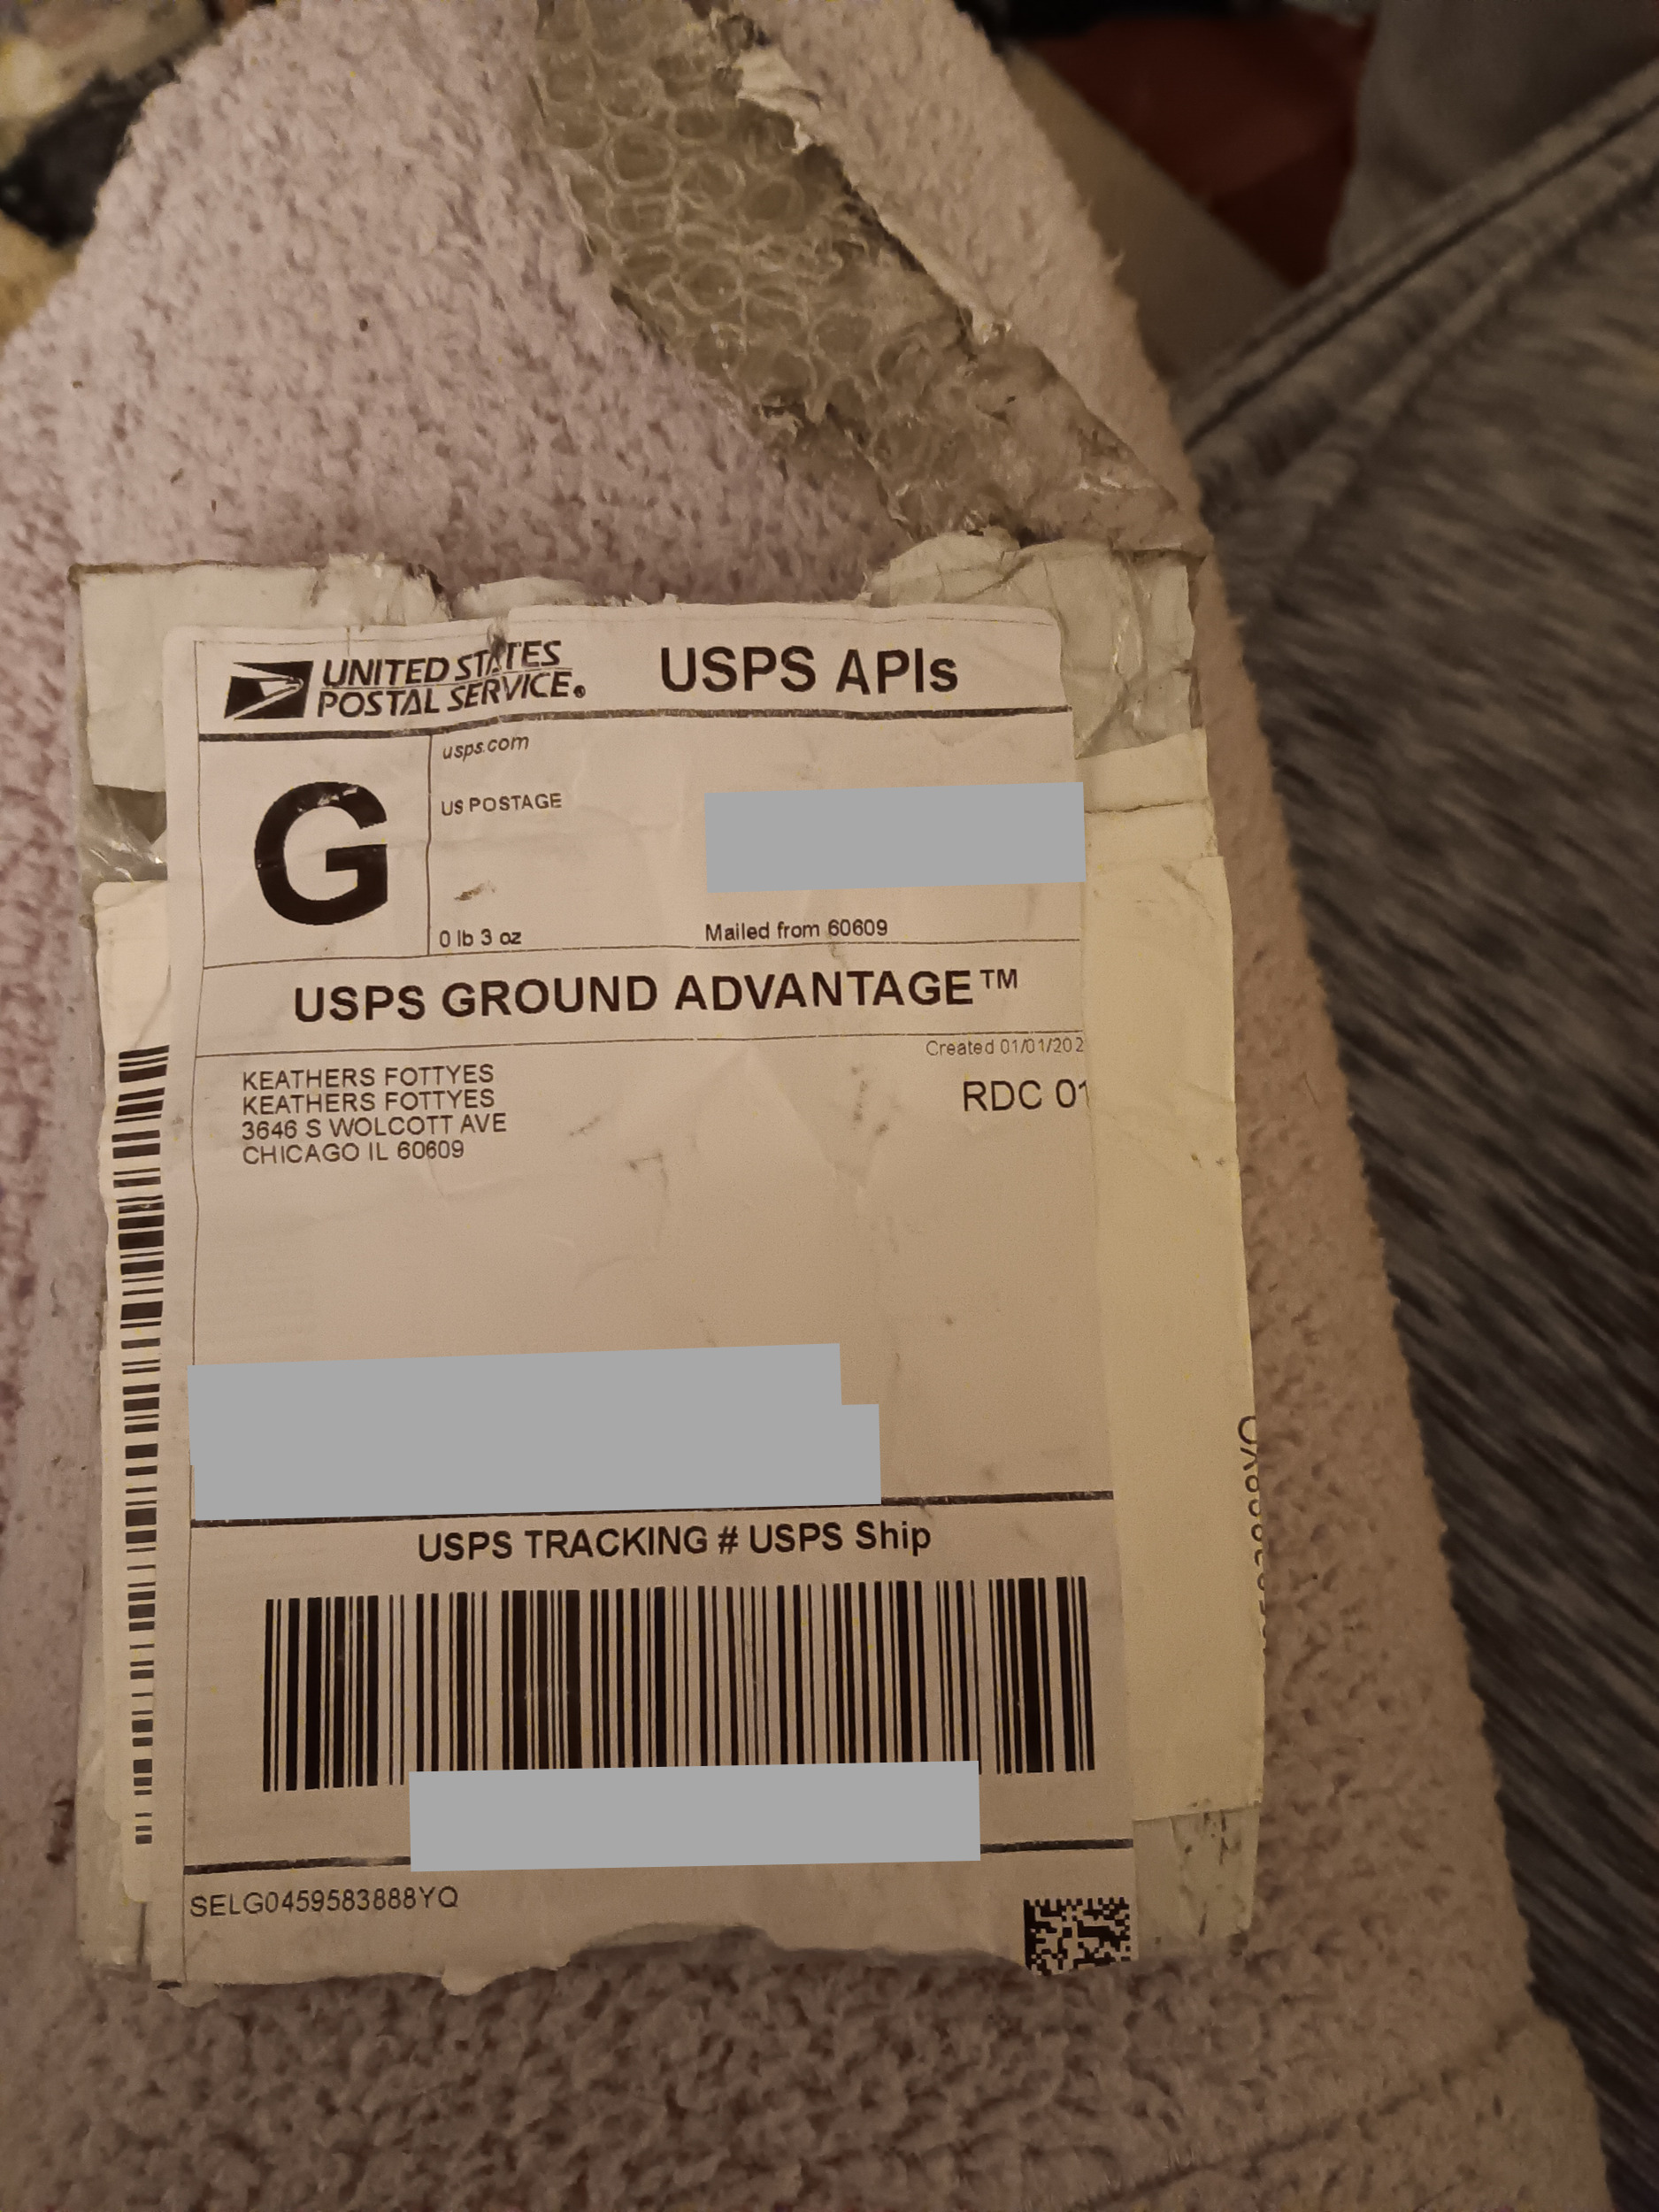 UNITED STATES
POSTAL SERVICE®
USPS APIs
G
usps.com
US POSTAGE
0 lb 3 oz
Mailed from 60609
USPS GROUND ADVANTAGE™
Created 01/01/202
RDC 01
KEATHERS FOTTYES
KEATHERS FOTTYES
3646 S WOLCOTT AVE
CHICAGO IL 60609
USPS TRACKING # USPS Ship
SELG0459583888YQ